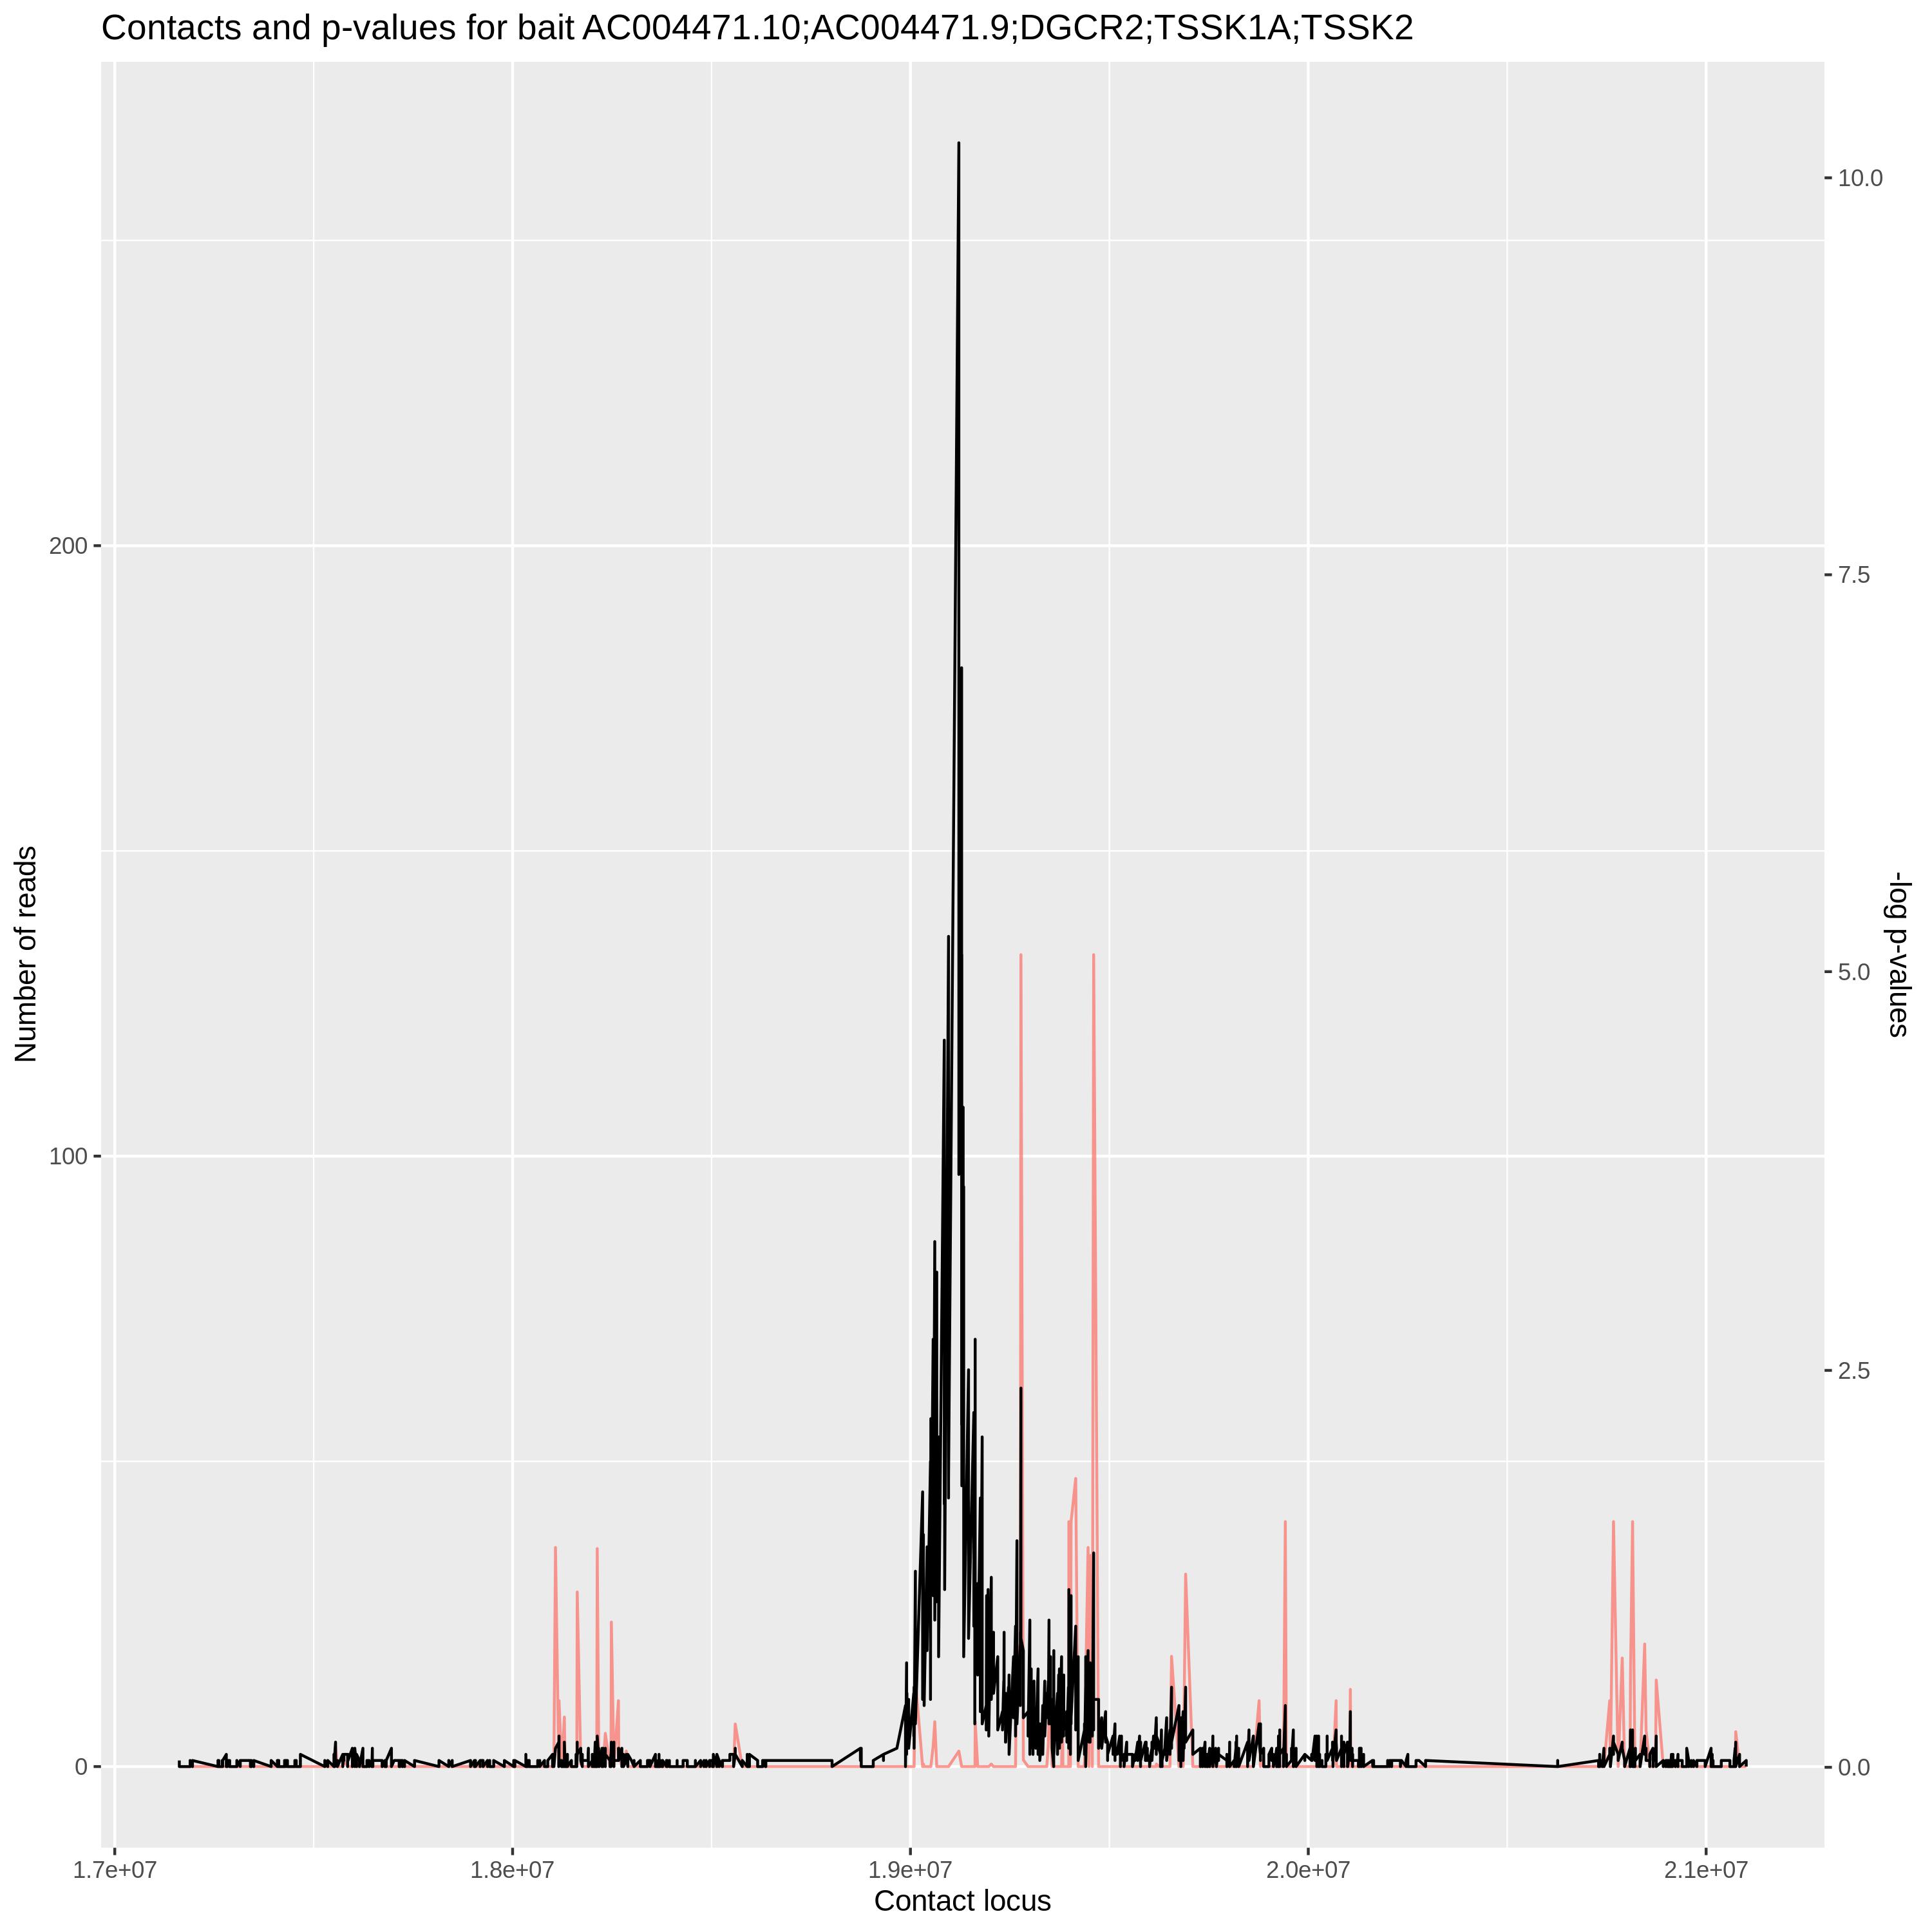 Contacts and p-values for bait AC004471.10;AC004471.9;DGCR2;TSSK1A;TSSK2
Number of reads
200
100
0
10.0
7.5
5.0
2.5
0.0
-log p-values
1.7e+07 1.8e+07 1.9e+07 2.0e+07 2.1e+07
Contact locus